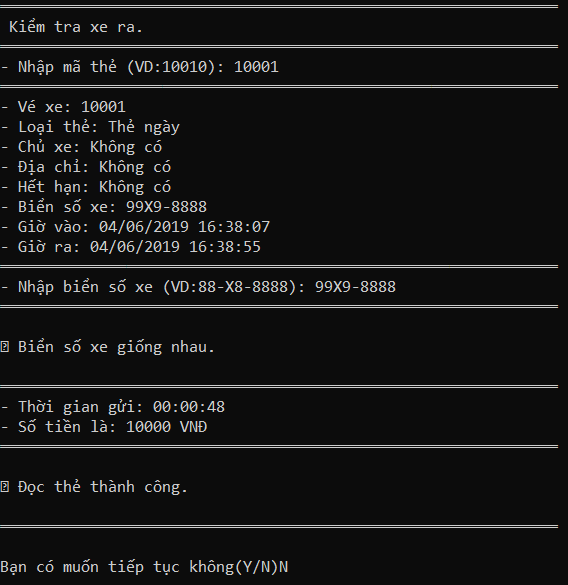 Kiểm tra xe ra.
- Nhập mã thẻ (VD:10010): 10001
- Vé xe: 10001
- Loại thẻ: Thẻ ngày
- Chủ xe: Không có
- Địa chỉ: Không có
- Hết hạn: Không có
- Biển số xe: 99X9-8888
- Giờ vào: 04/06/2019 16:38:07
- Giờ ra: 04/06/2019 16:38:55
- Nhập biển số xe (VD:88-X8-8888): 99X9-8888
Biển số xe giống nhau.
- Thời gian gửi: 00:00:48
- Số tiền là: 10000 VNĐ
Đọc thẻ thành công.
Bạn có muốn tiếp tục không(Y/N)N